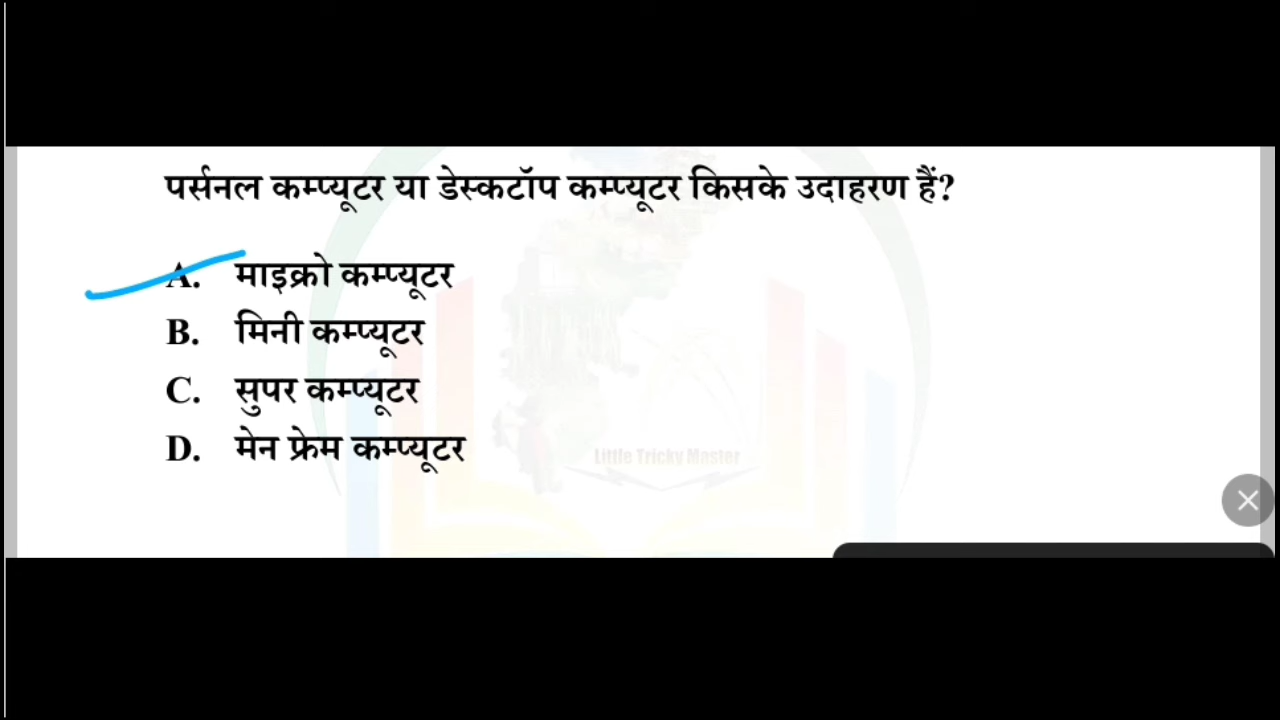 पर्सनल कम्प्यूटर या डेस्कटॉप कम्प्यूटर किसके उदाहरण हैं?
A. माइक्रो कम्प्यूटर
B. मिनी कम्प्यूटर
C. सुपर कम्प्यूटर
D. मेन फ्रेम कम्प्यूटर
Little Tricky Master